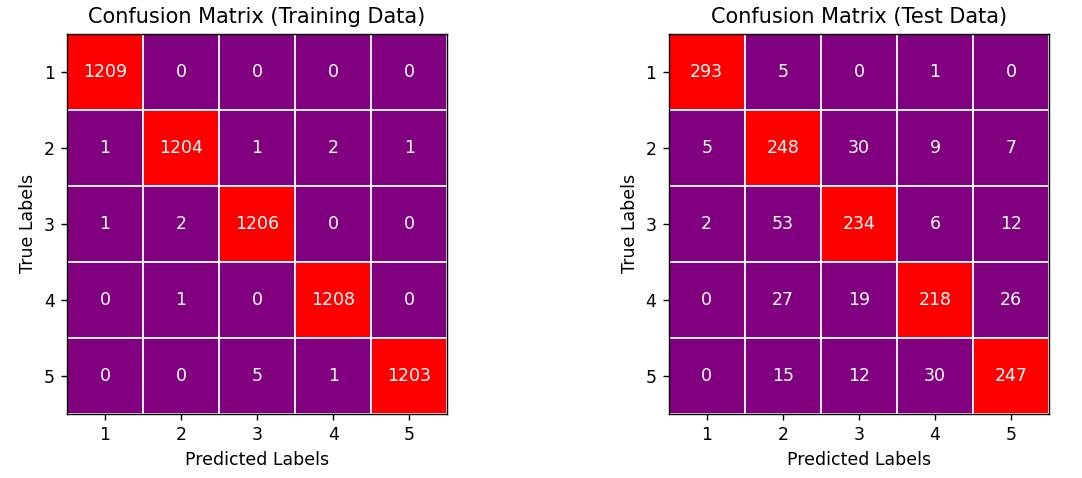 Confusion Matrix (Training Data)
True Labels
1 1209 0 0 0 0
2 1 1204 1 2 1
3 1 2 1206 0 0
4 0 1 0 1208 0
5 0 0 5 1 1203
1 2 3 4 5
Predicted Labels
Confusion Matrix (Test Data)
True Labels
1 293 5 0 1 0
2 5 248 30 9 7
3 2 53 234 6 12
4 0 27 19 218 26
5 0 15 12 30 247
1 2 3 4 5
Predicted Labels